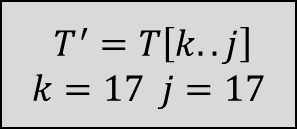 T′ = T[k..j]
k = 17 j = 17